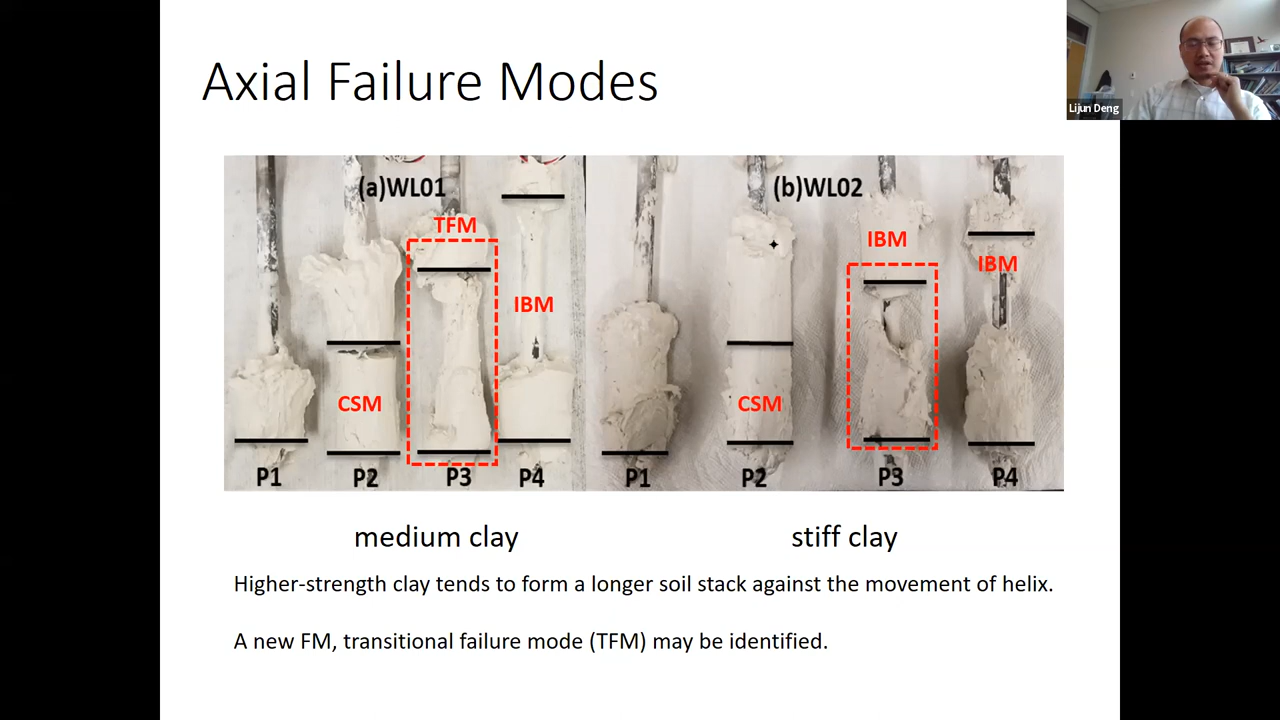 Axial Failure Modes
Lijun Deng
(a)WL01
(b)WL02
TFM
IBM
IBM
IBM
CSM
CSM
P1
P2
P3
P4
P1
P2
P3
P4
medium clay
stiff clay
Higher-strength clay tends to form a longer soil stack against the movement of helix.
A new FM, transitional failure mode (TFM) may be identified.